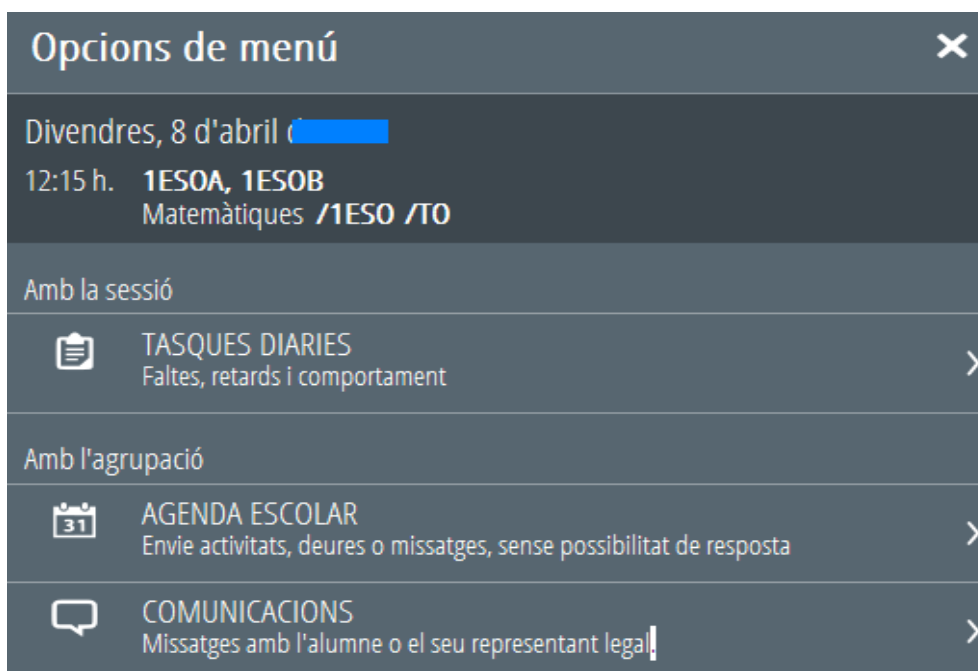 Opcions de menú
Divendres, 8 d'abril
12:15 h. 1ESOA, 1ESOB
Matemàtiques /1ESO /TO
Amb la sessió
TASQUES DIARIES
Faltes, retards i comportament
Amb l'agrupació
31
AGENDA ESCOLAR
Envie activitats, deures o missatges, sense possibilitat de resposta
COMUNICACIONS
Missatges amb l'alumne o el seu representant legal.